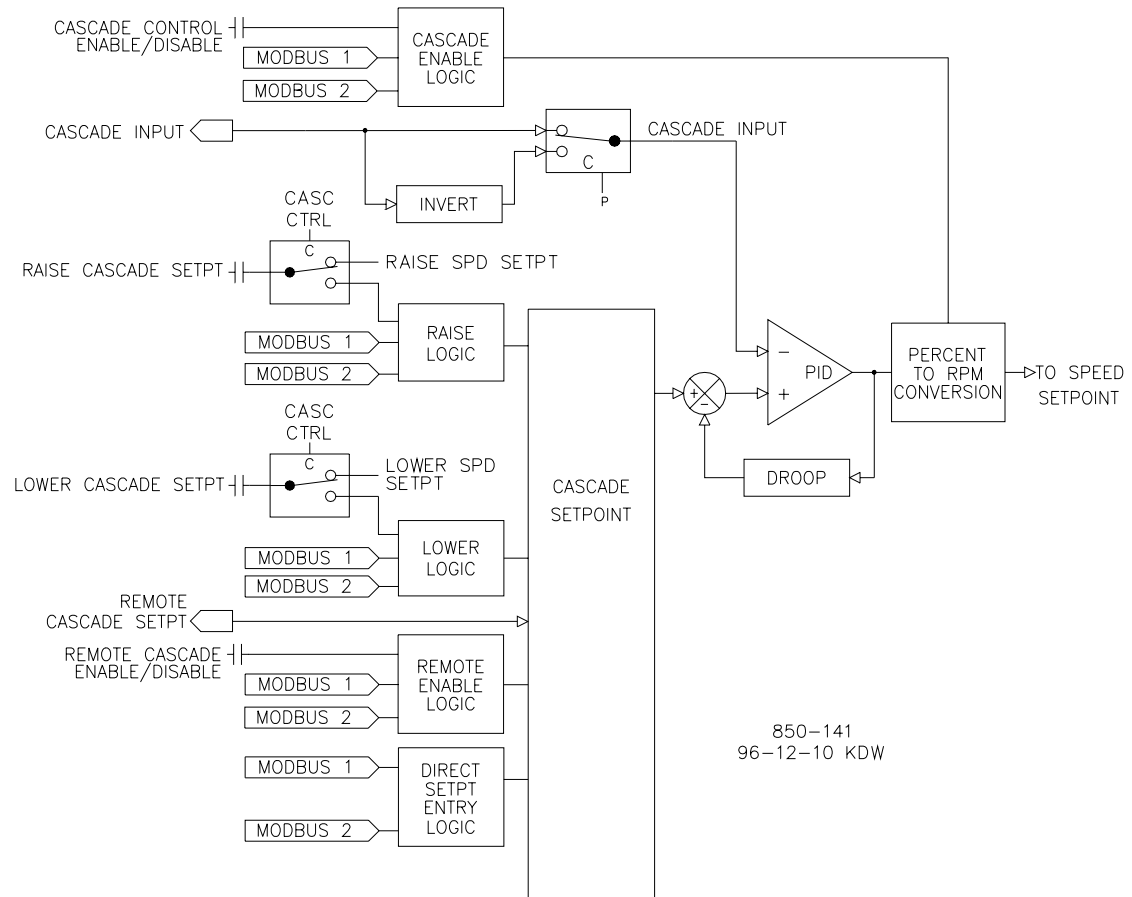 CASCADE CONTROL
ENABLE/DISABLE
MODBUS 1
MODBUS 2
CASCADE
ENABLE
LOGIC
CASCADE INPUT
INVERT
C
P
CASCADE INPUT
CASC
CTRL
C
RAISE CASCADE SETPT
RAISE SPD SETPT
MODBUS 1
MODBUS 2
RAISE
LOGIC
CASC
CTRL
C
LOWER CASCADE SETPT
LOWER SPD
SETPT
MODBUS 1
MODBUS 2
LOWER
LOGIC
REMOTE
CASCADE SETPT
REMOTE CASCADE
ENABLE/DISABLE
MODBUS 1
MODBUS 2
REMOTE
ENABLE
LOGIC
MODBUS 1
MODBUS 2
DIRECT
SETPT
ENTRY
LOGIC
CASCADE
SETPOINT
+
−
−
+
PID
DROOP
PERCENT
TO RPM
CONVERSION
TO SPEED
SETPOINT
850−141
96−12−10 KDW